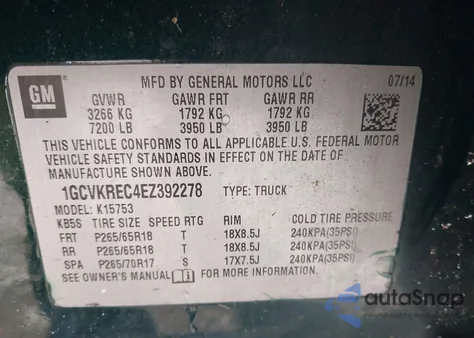 GM
MFD BY GENERAL MOTORS LLC 07/14
GVWR GAWR FRT GAWR RR
3266 KG 1792 KG 1792 KG
7200 LB 3950 LB 3950 LB
THIS VEHICLE CONFORMS TO ALL APPLICABLE U.S. FEDERAL MOTOR
VEHICLE SAFETY STANDARDS IN EFFECT ON THE DATE OF
MANUFACTURE SHOWN ABOVE.
1GCVKREC4EZ392278 TYPE: TRUCK
MODEL: K15753
KB5S TIRE SIZE SPEED RTG RIM COLD TIRE PRESSURE
FRT P265/65R18 T 18X8.5J 240KPA(35PSI)
RR P265/65R18 T 18X8.5J 240KPA(35PSI)
SPA P265/70R17 S 17X7.5J 240KPA(35PSI)
SEE OWNER'S MANUAL FOR MORE INFORMATION.
autoSnap